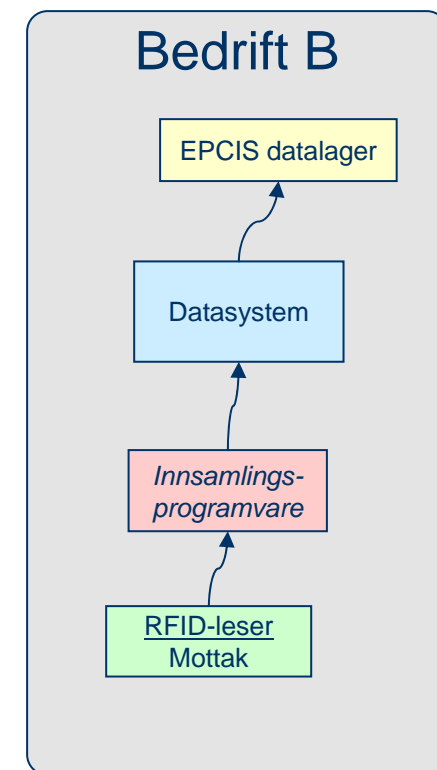 Bedrift B
EPCIS datalager
Datasystem
Innsamlings-
programvare
RFID-leser
Mottak